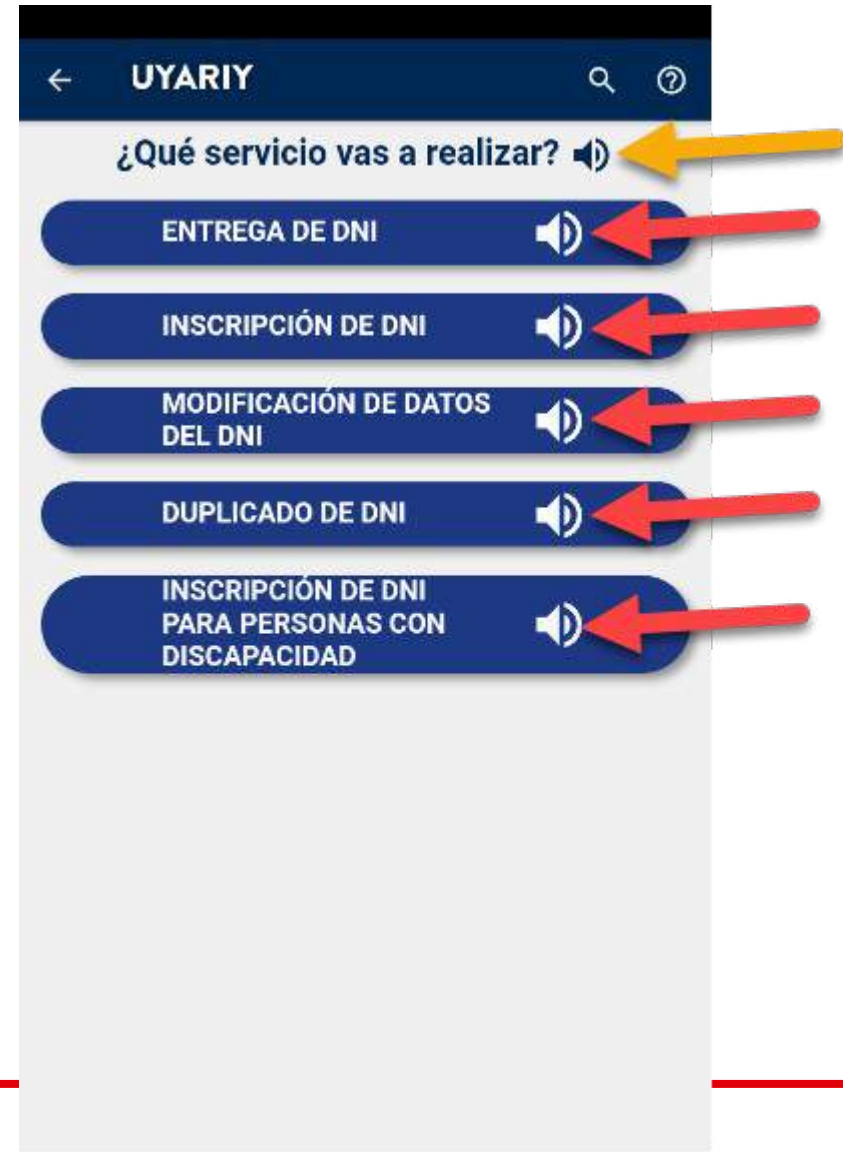 UYARIY
¿Qué servicio vas a realizar?
ENTREGA DE DNI
INSCRIPCIÓN DE DNI
MODIFICACIÓN DE DATOS
DEL DNI
DUPLICADO DE DNI
INSCRIPCIÓN DE DNI
PARA PERSONAS CON
DISCAPACIDAD